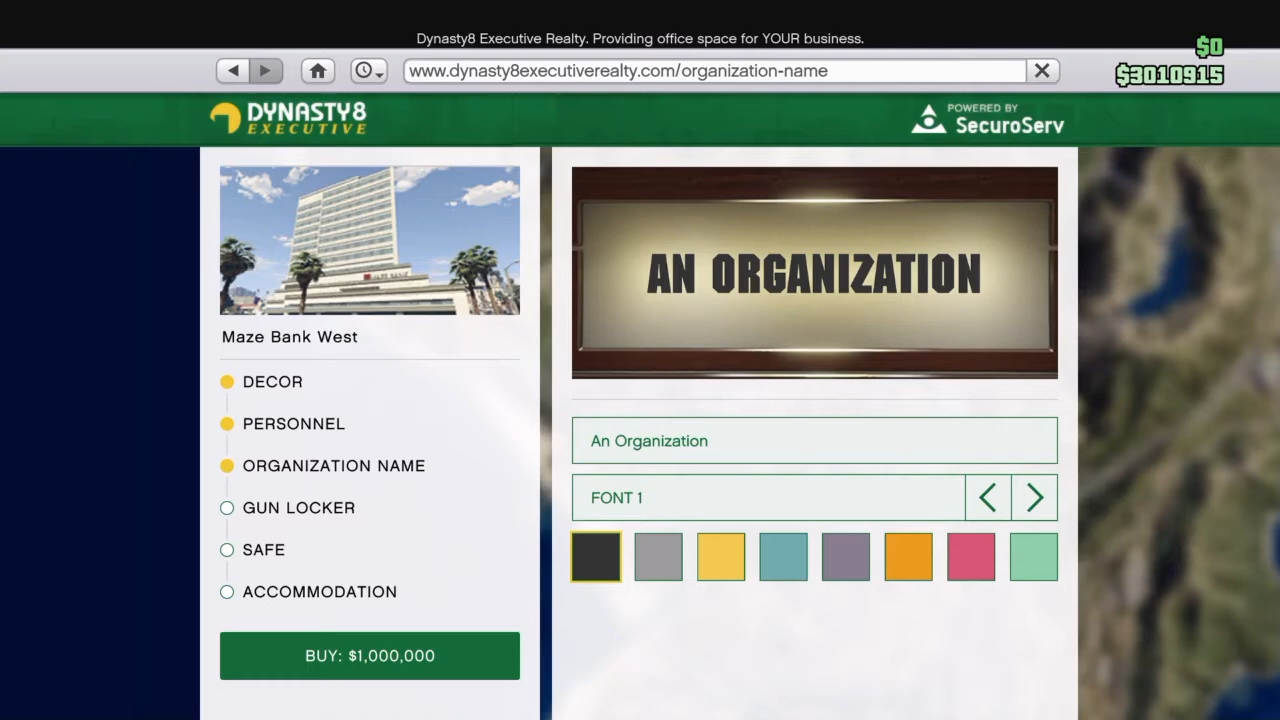 Dynasty8 Executive Realty. Providing office space for YOUR business.
$0
www.dynasty8executiverealty.com/organization-name
$3010915
DYNASTY8
EXECUTIVE
POWERED BY
SecuroServ
Maze Bank West
DECOR
PERSONNEL
ORGANIZATION NAME
GUN LOCKER
SAFE
ACCOMMODATION
BUY: $1,000,000
AN ORGANIZATION
An Organization
FONT 1